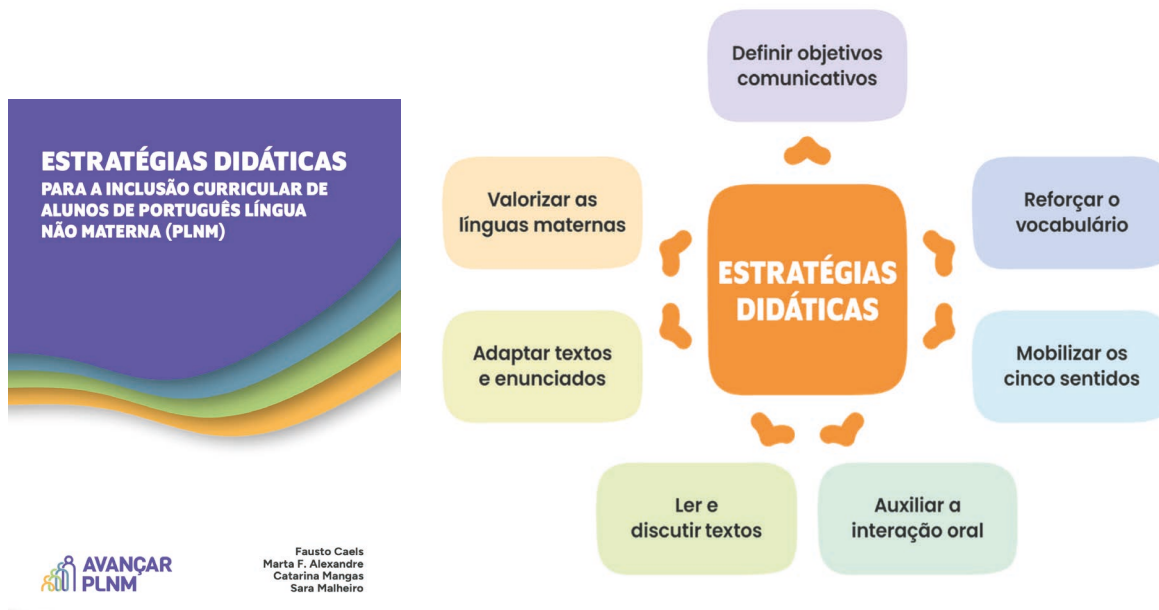 ESTRATÉGIAS DIDÁTICAS
PARA A INCLUSÃO CURRICULAR DE
ALUNOS DE PORTUGUÊS LÍNGUA
NÃO MATERNA (PLNM)
AVANÇAR
PLNM
Fausto Caels
Marta F. Alexandre
Catarina Mangas
Sara Malheiro
Definir objetivos
comunicativos
Valorizar as
línguas maternas
Reforçar o
vocabulário
ESTRATÉGIAS
DIDÁTICAS
Adaptar textos
e enunciados
Mobilizar os
cinco sentidos
Ler e
discutir textos
Auxiliar a
interação oral